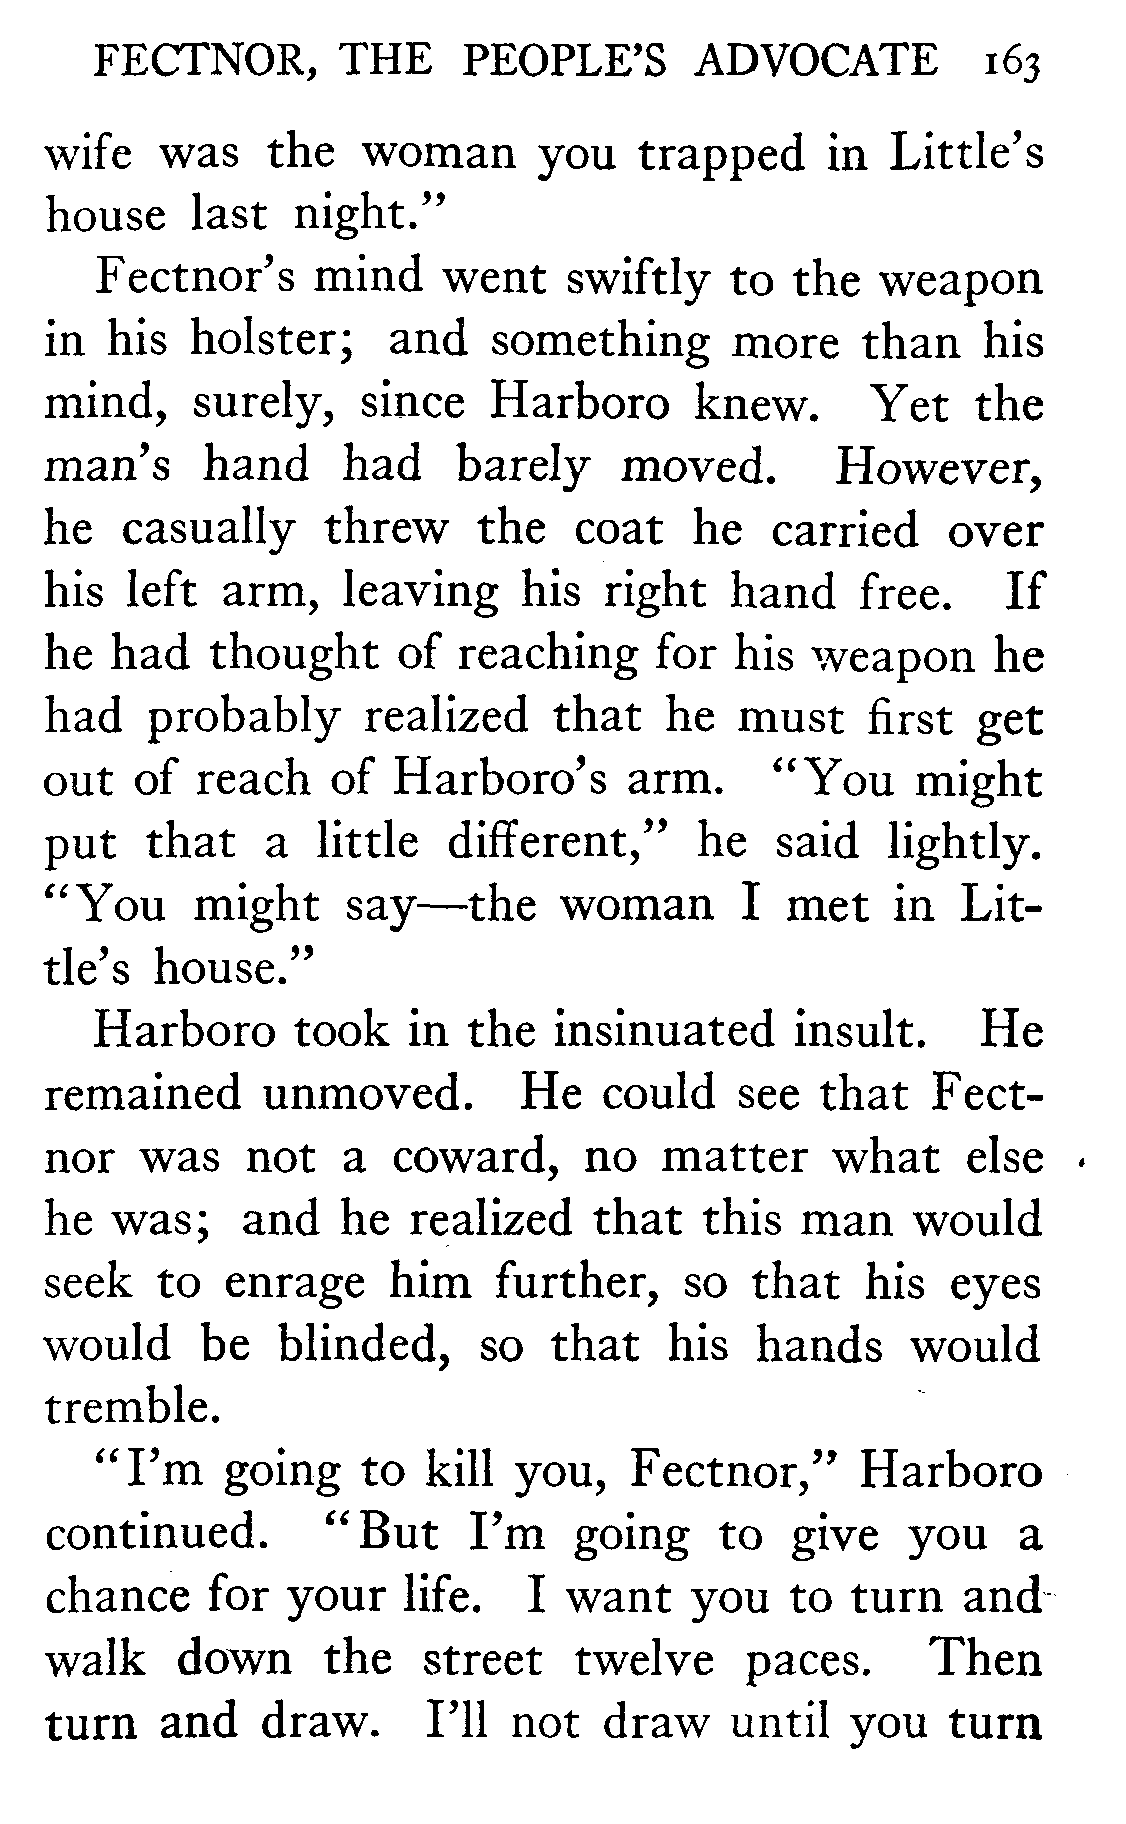 FECTNOR, THE PEOPLE'S ADVOCATE 163
wife was the woman you trapped in Little's
house last night."
Fectnor's mind went swiftly to the weapon
in his holster; and something more than his
mind, surely, since Harboro knew. Yet the
man's hand had barely moved. However,
he casually threw the coat he carried over
his left arm, leaving his right hand free. If
he had thought of reaching for his weapon he
had probably realized that he must first get
out of reach of Harboro's arm. "You might
put that a little different," he said lightly.
"You might say—the woman I met in Lit-
tle's house."
Harboro took in the insinuated insult. He
remained unmoved. He could see that Fect-
nor was not a coward, no matter what else
he was; and he realized that this man would
seek to enrage him further, so that his eyes
would be blinded, so that his hands would
tremble.
"I'm going to kill you, Fectnor," Harboro
continued. "But I'm going to give you a
chance for your life. I want you to turn and
walk down the street twelve paces. Then
turn and draw. I'll not draw until you turn